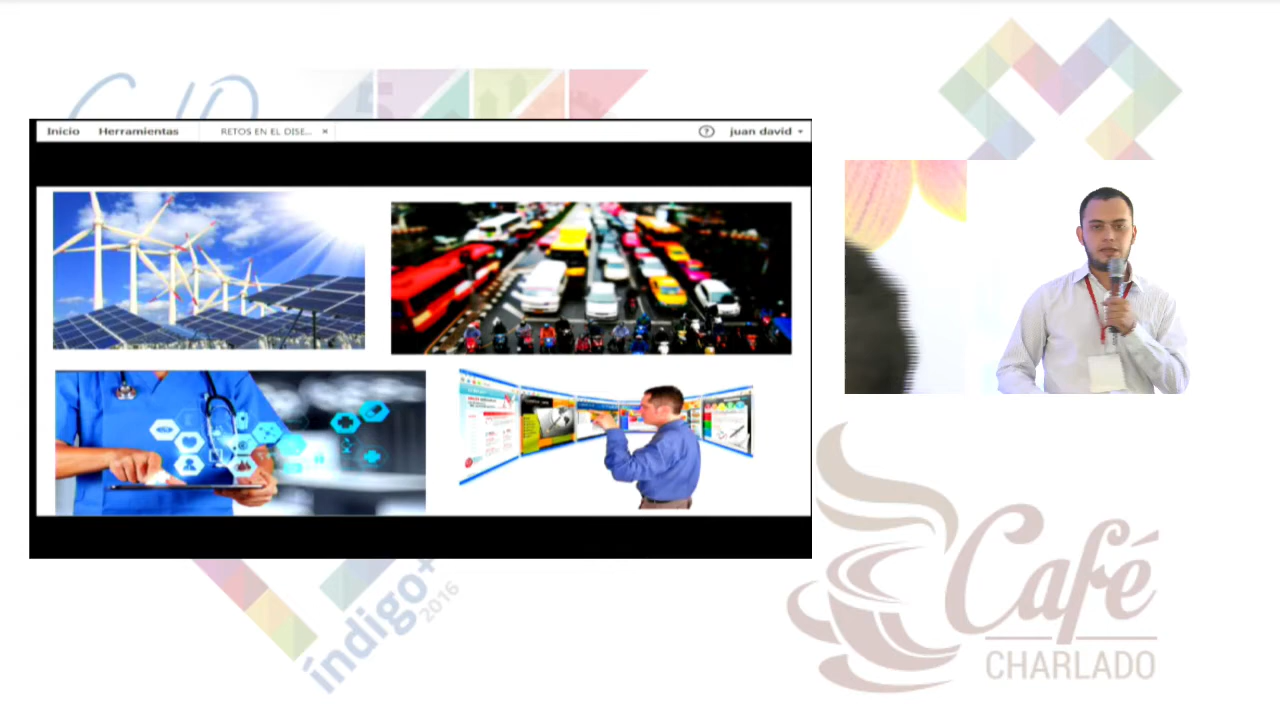 Inicio Herramientas RETOS EN EL DISE... × ? juan david
índigo+
2016
Café
CHARLADO